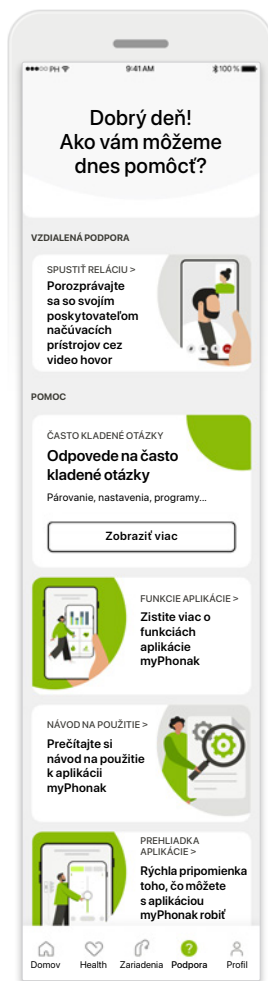 PH 9:41 AM 100 %
Dobrý deň!
Ako vám môžeme
dnes pomôcť?
VZDIALENÁ PODPORA
SPUSTIŤ RELÁCIU >
Porozprávajte
sa so svojím
poskytovateľom
načúvacích
prístrojov cez
video hovor
POMOC
ČASTO KLADENÉ OTÁZKY
Odpovede na často
kladené otázky
Párovanie, nastavenia, programy...
Zobraziť viac
FUNKCIE APLIKÁCIE >
Zistite viac o
funkciách
aplikácie
myPhonak
NÁVOD NA POUŽITIE >
Prečítajte si
návod na použitie
k aplikácii
myPhonak
PREHLIADKA
APLIKÁCIE >
Rýchla pripomienka
toho, čo môžete
s aplikáciou
myPhonak robiť
Domov Health Zariadenia Podpora Profil